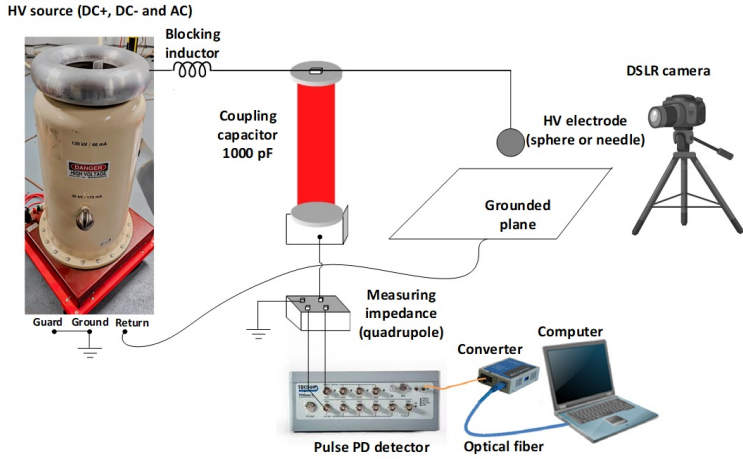 HV source (DC+, DC- and AC)
Blocking
inductor
DSLR camera
Coupling
capacitor
1000 pF
HV electrode
(sphere or needle)
DANGER
HIGH VOLTAGE
Grounded
plane
Measuring
impedance
(quadrupole)
Guard Ground Return
Converter
Computer
Pulse PD detector
Optical fiber